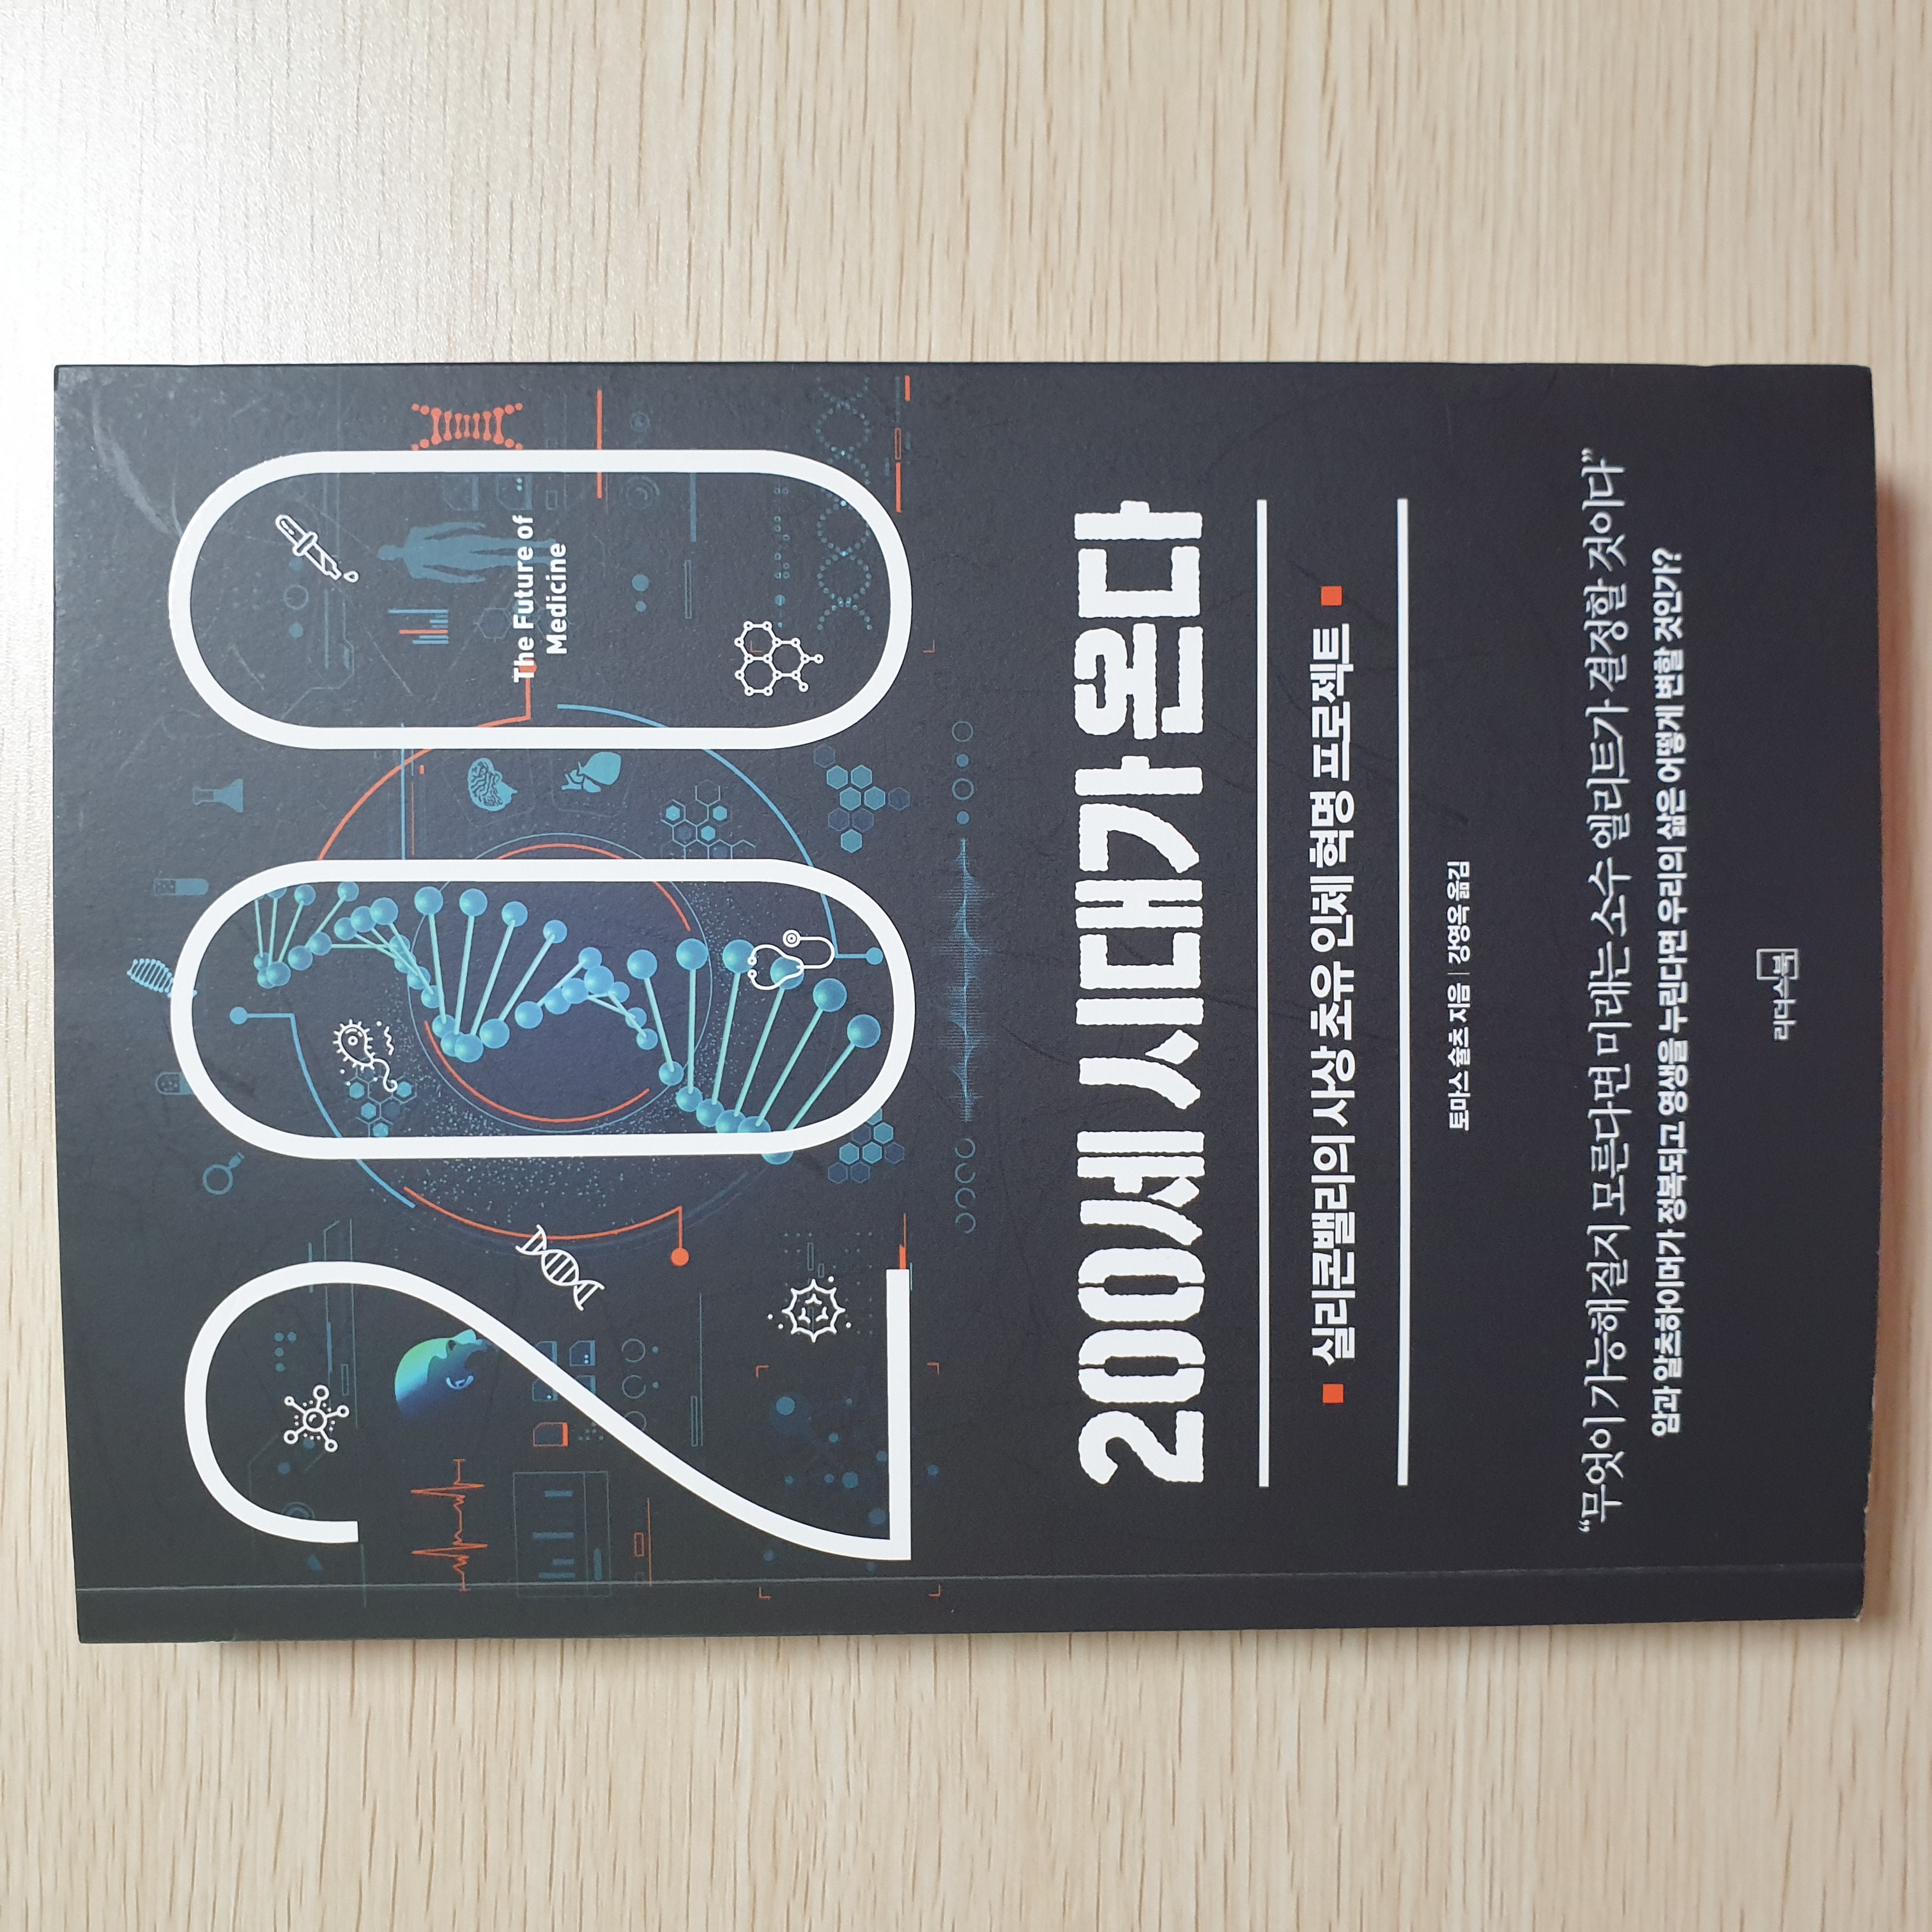 200
The Future of
Medicine
200세 시대가 온다
실리콘밸리의 사상 초유 인체 혁명 프로젝트
토마스 슐츠 지음 | 강영옥 옮김
“무엇이 가능해질지 모른다면 미래는 소수 엘리트가 결정할 것이다”
암과 알츠하이머가 정복되고 영생을 누린다면 우리의 삶은 어떻게 변할 것인가?
리더스북